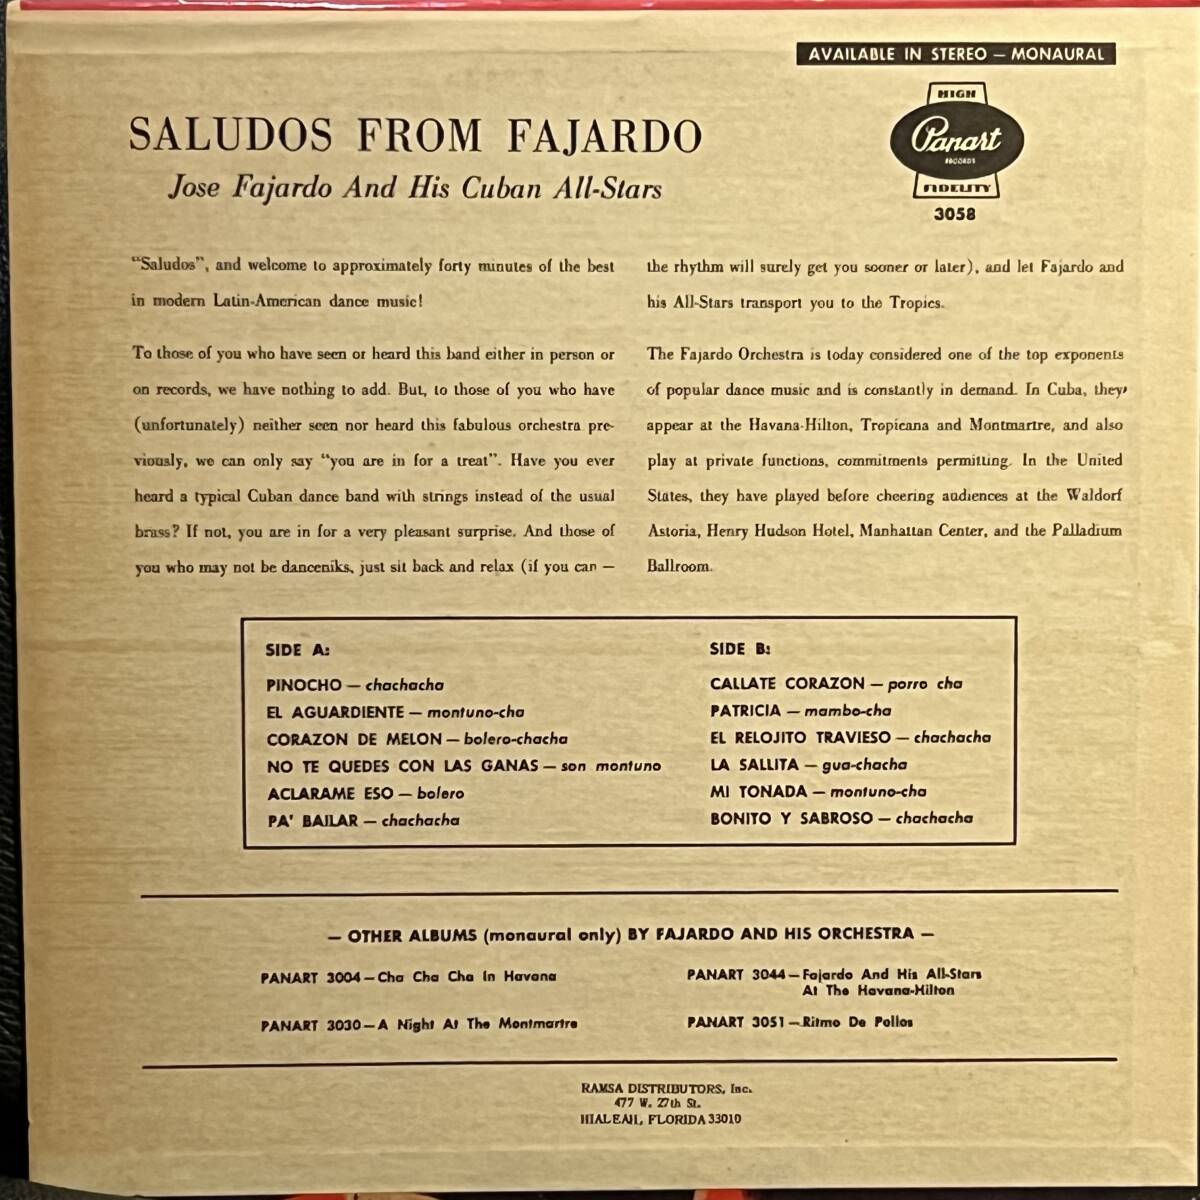 AVAILABLE IN STEREO — MONAURAL
HIGH
Panart
RECORDS
FIDELITY
3058
SALUDOS FROM FAJARDO
Jose Fajardo And His Cuban All-Stars
"Saludos", and welcome to approximately forty minutes of the best
in modern Latin-American dance music!
To those of you who have seen or heard this band either in person or
on records, we have nothing to add. But, to those of you who have
(unfortunately) neither seen nor heard this fabulous orchestra pre-
viously, we can only say "you are in for a treat". Have you ever
heard a typical Cuban dance band with strings instead of the usual
brass? If not, you are in for a very pleasant surprise. And those of
you who may not be danceniks, just sit back and relax (if you can —
the rhythm will surely get you sooner or later), and let Fajardo and
his All-Stars transport you to the Tropics.
The Fajardo Orchestra is today considered one of the top exponents
of popular dance music and is constantly in demand. In Cuba, they
appear at the Havana-Hilton, Tropicana and Montmartre, and also
play at private functions, commitments permitting. In the United
States, they have played before cheering audiences at the Waldorf
Astoria, Henry Hudson Hotel, Manhattan Center, and the Palladium
Ballroom.
SIDE A:
PINOCHO — chachacha
EL AGUARDIENTE — montuno-cha
CORAZON DE MELON — bolero-chacha
NO TE QUEDES CON LAS GANAS — son montuno
ACLARAME ESO — bolero
PA' BAILAR — chachacha
SIDE B:
CALLATE CORAZON — porro cha
PATRICIA — mambo-cha
EL RELOJITO TRAVIESO — chachacha
LA SALLITA — gua-chacha
MI TONADA — montuno-cha
BONITO Y SABROSO — chachacha
— OTHER ALBUMS (monaural only) BY FAJARDO AND HIS ORCHESTRA —
PANART 3004 — Cha Cha Cha In Havana
PANART 3030 — A Night At The Montmartre
PANART 3044 — Fajardo And His All-Stars
At The Havana-Hilton
PANART 3051 — Ritmo De Pollos
RAMSA DISTRIBUTORS, Inc.
477 W. 27th St.
HIALEAH, FLORIDA 33010